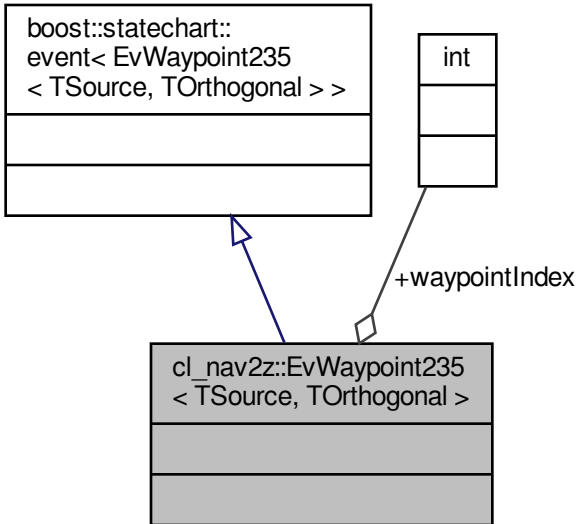 boost::statechart::
event< EvWaypoint235
< TSource, TOrthogonal > >
int
+waypointIndex
cl_nav2z::EvWaypoint235
< TSource, TOrthogonal >